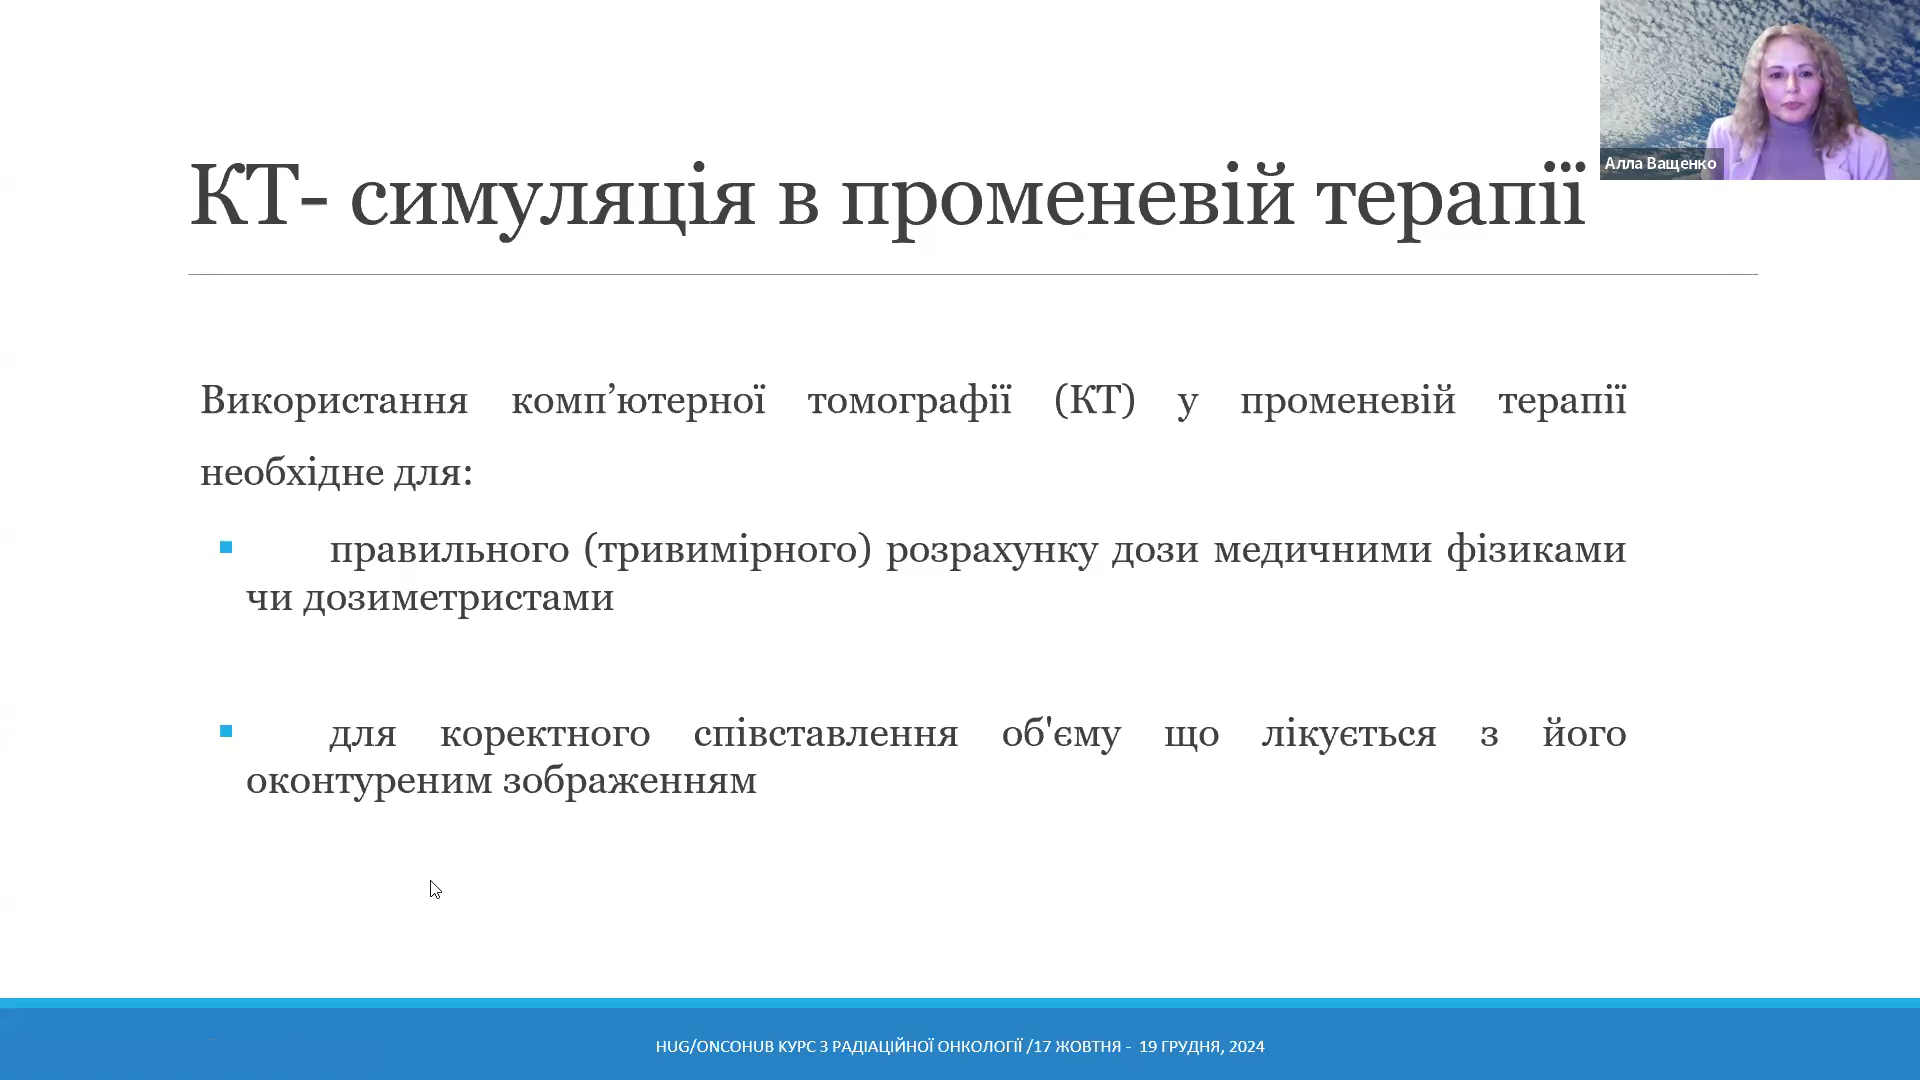 Алла Ващенко
КТ- симуляція в променевій терапії
Використання комп’ютерної томографії (КТ) у променевій терапії
необхідне для:
правильного (тривимірного) розрахунку дози медичними фізиками
чи дозиметристами
для коректного співставлення об'єму що лікується з його
оконтуреним зображенням
HUG/ONCOHUB КУРС З РАДІАЦІЙНОЇ ОНКОЛОГІЇ /17 ЖОВТНЯ - 19 ГРУДНЯ, 2024